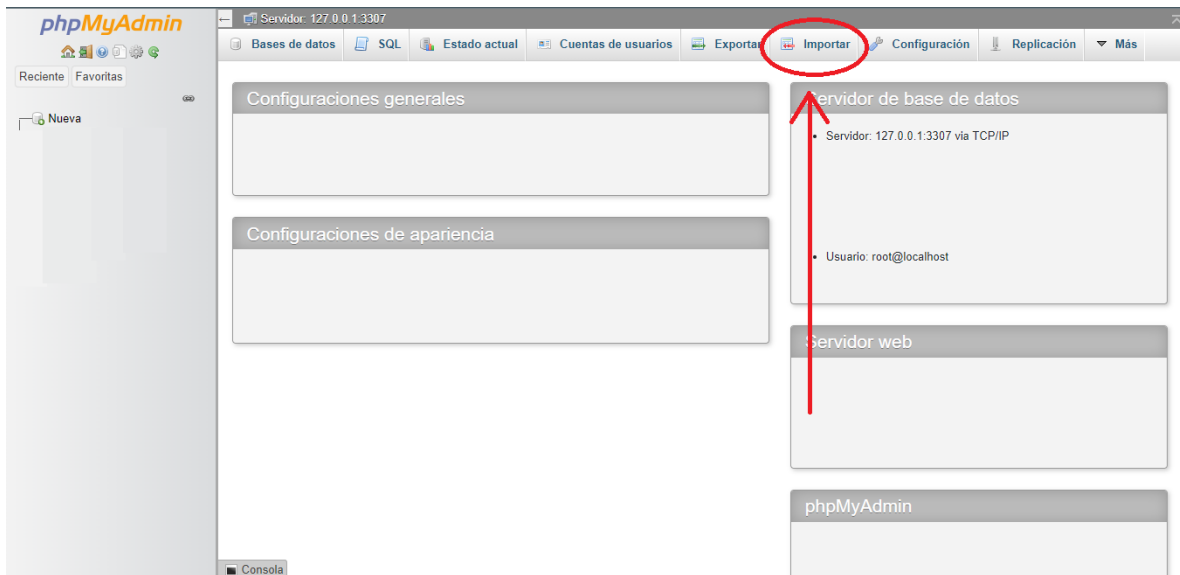 phpMyAdmin
Reciente Favoritas
Nueva
Servidor: 127.0.0.1:3307
Bases de datos SQL Estado actual Cuentas de usuarios Exportar Importar Configuración Replicación Más
Configuraciones generales
Configuraciones de apariencia
Servidor de base de datos
Servidor: 127.0.0.1:3307 via TCP/IP
Usuario: root@localhost
Servidor web
phpMyAdmin
Consola